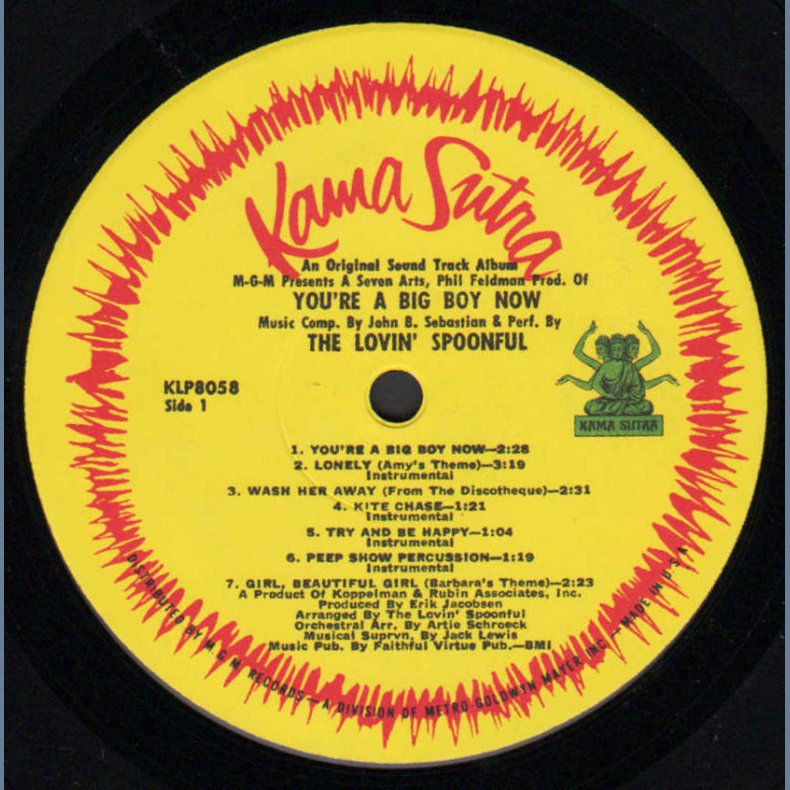 Kama Sutra
An Original Sound Track Album
M-G-M Presents A Seven Arts, Phil Feldman Prod. Of
YOU'RE A BIG BOY NOW
Music Comp. By John B. Sebastian & Perf. By
THE LOVIN' SPOONFUL
KLP8058
Side 1
KAMA SUTRA
1. YOU'RE A BIG BOY NOW—2:28
2. LONELY (Amy's Theme)—3:19
Instrumental
3. WASH HER AWAY (From The Discotheque)—2:31
4. KITE CHASE—1:21
Instrumental
5. TRY AND BE HAPPY—1:04
Instrumental
6. PEEP SHOW PERCUSSION—1:19
Instrumental
7. GIRL, BEAUTIFUL GIRL (Barbara's Theme)—2:23
A Product Of Koppelman & Rubin Associates, Inc.
Produced By Erik Jacobsen
Arranged By The Lovin' Spoonful
Orchestral Arr. By Artie Schroeck
Musical Suprvn. By Jack Lewis
Music Pub. By Faithful Virtue Pub.—BMI
DISTRIBUTED BY M.G.M. RECORDS — A DIVISION OF METRO-GOLDWYN MAYER INC. — MADE IN U.S.A.